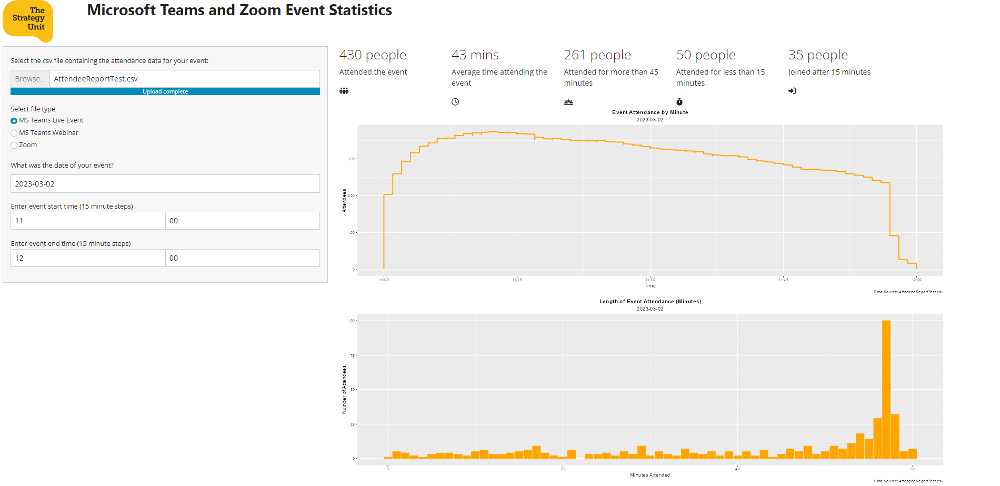 The
Strategy
Unit.
Microsoft Teams and Zoom Event Statistics
Select the csv file containing the attendance data for your event:
Browse... AttendeeReportTest.csv
Upload complete
Select file type
MS Teams Live Event
MS Teams Webinar
Zoom
What was the date of your event?
2023-03-02
Enter event start time (15 minute steps)
11 00
Enter event end time (15 minute steps)
12 00
430 people
Attended the event
43 mins
Average time attending the
event
261 people
Attended for more than 45
minutes
50 people
Attended for less than 15
minutes
35 people
Joined after 15 minutes
Event Attendance by Minute
2023-03-02
Attendees
300
200
100
0
11:00 11:15 11:30 11:45 12:00
Time
Data Source: AttendeeReportTest.csv
Length of Event Attendance (Minutes)
2023-03-02
Number of Attendees
100
75
50
25
0
0 20 40 60
Minutes Attended
Data Source: AttendeeReportTest.csv